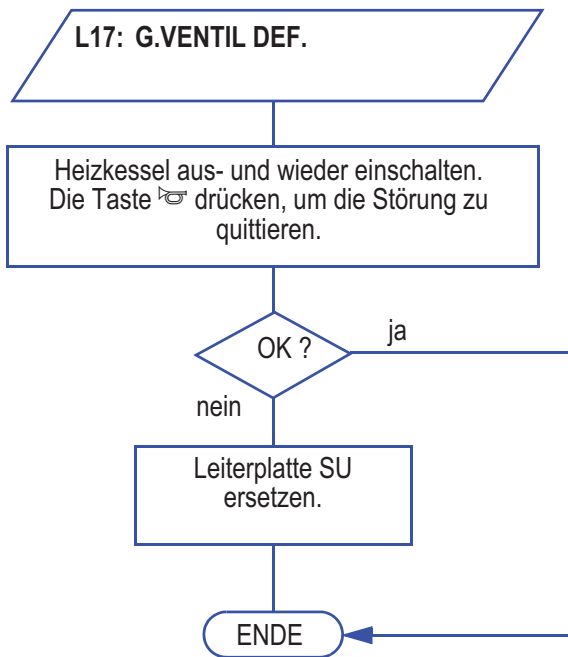 L17: G.VENTIL DEF.
Heizkessel aus- und wieder einschalten.
Die Taste drücken, um die Störung zu
quittieren.
OK ?
ja
nein
Leiterplatte SU
ersetzen.
ENDE